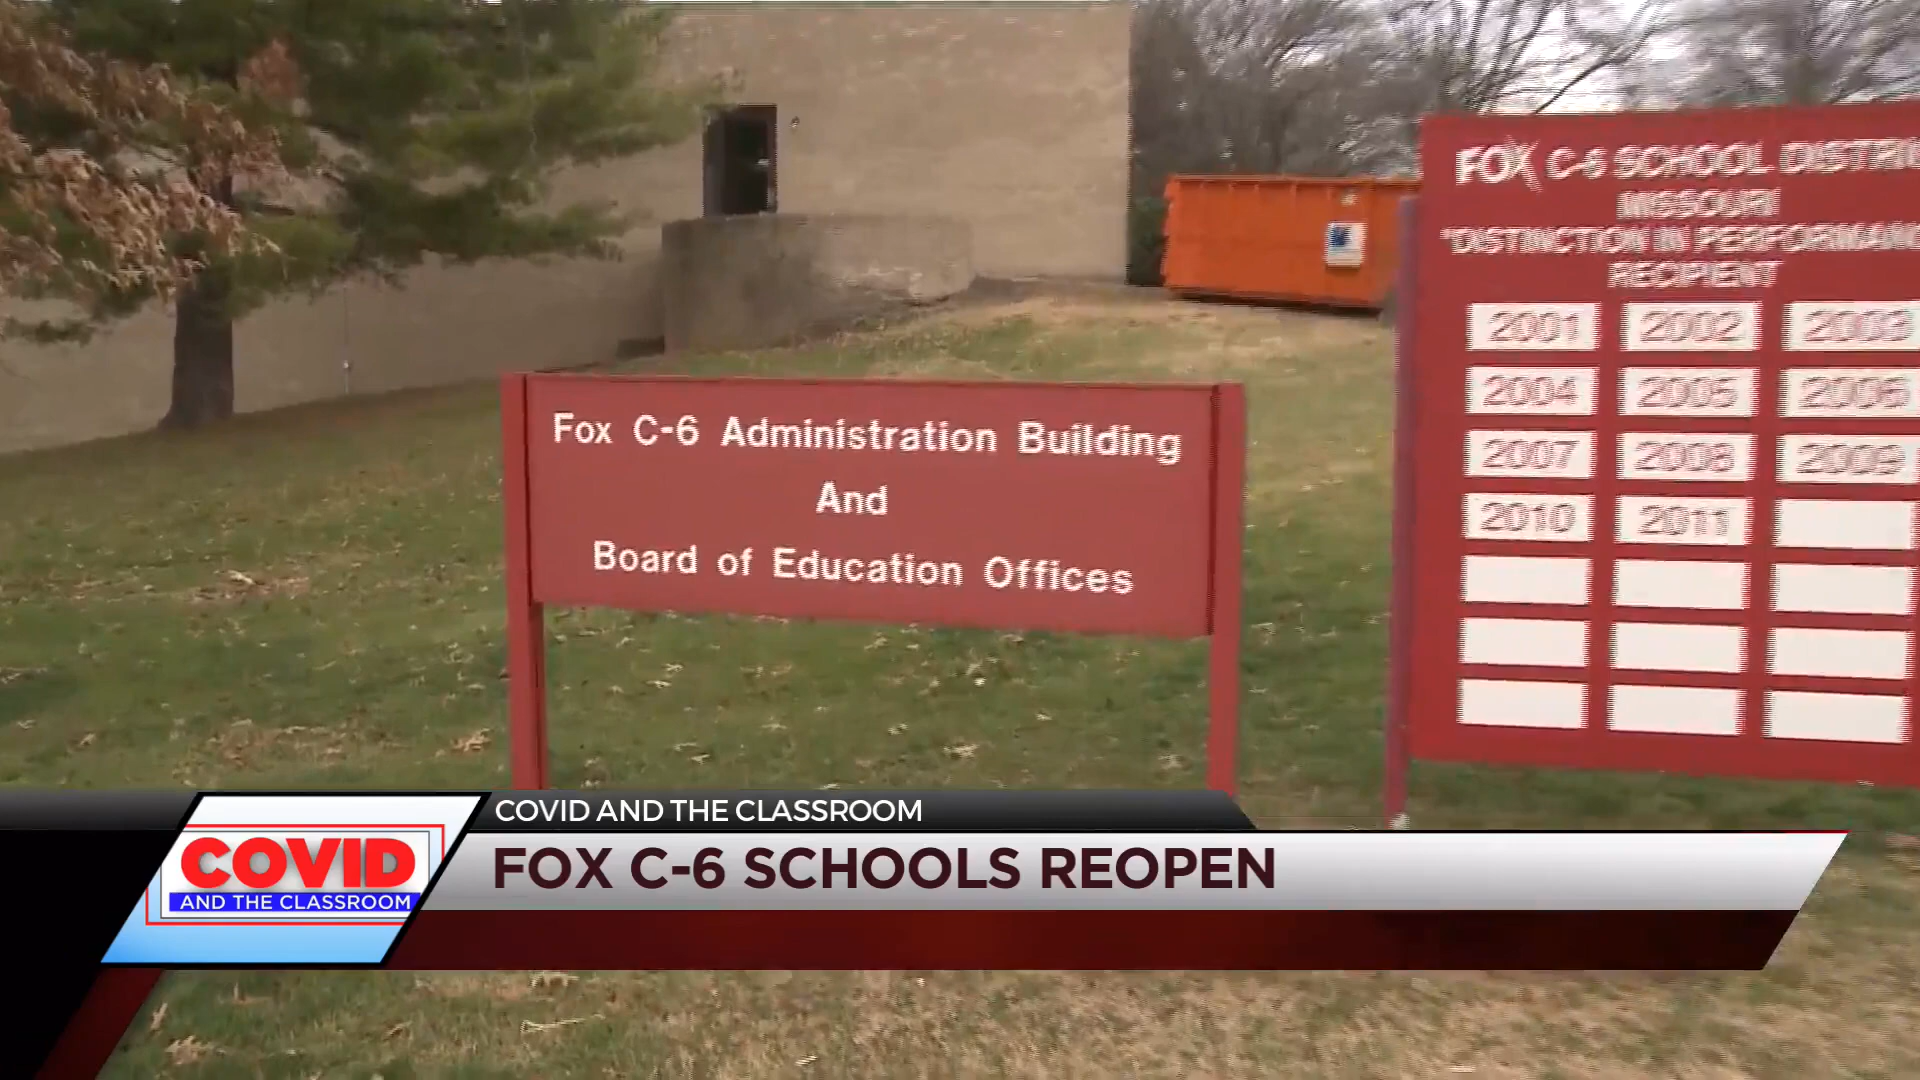 FOX C-6 SCHOOL
MISSOURI
"DISTINCTION IN
RECIPIENT
2001 2002 2003
2004 2005 2006
2007 2008 2009
2010 2011
Fox C-6 Administration Building
And
Board of Education Offices
COVID AND THE CLASSROOM
FOX C-6 SCHOOLS REOPEN
COVID
AND THE CLASSROOM